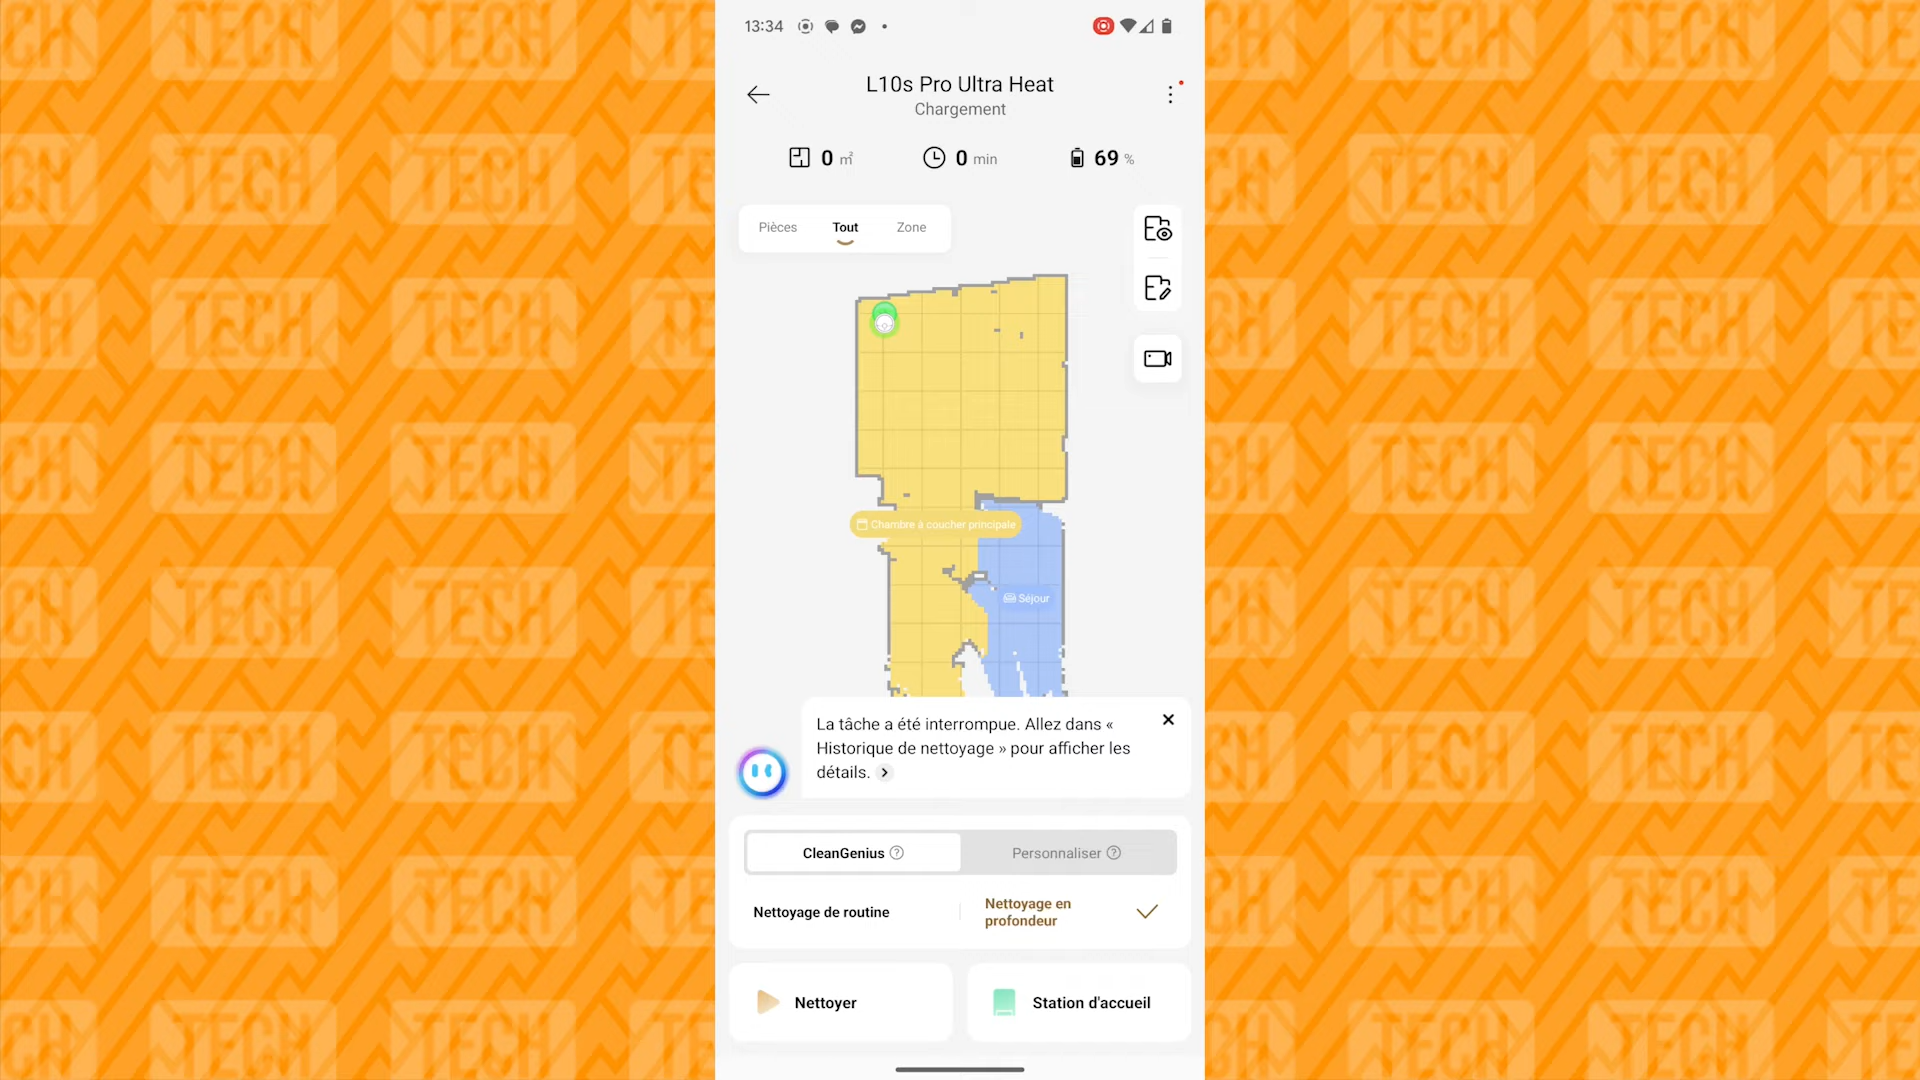 13:34
L10s Pro Ultra Heat
Chargement
0 m²
0 min
69 %
Pièces
Tout
Zone
Chambre à coucher principale
Séjour
La tâche a été interrompue. Allez dans «
Historique de nettoyage » pour afficher les
détails.
CleanGenius
Personnaliser
Nettoyage de routine
Nettoyage en
profondeur
Nettoyer
Station d'accueil
TECH